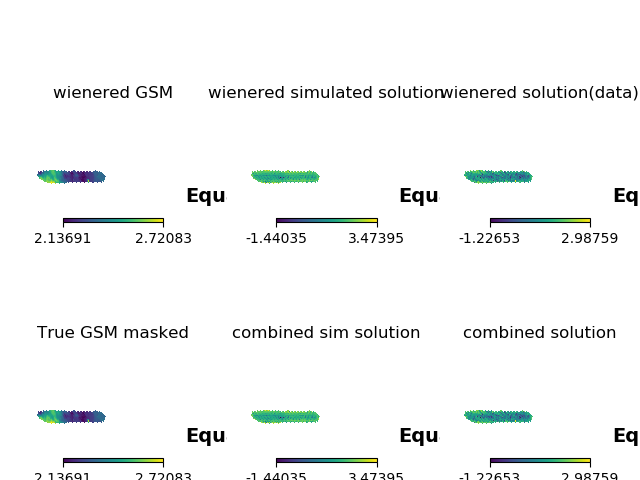 wienered GSM
wienered simulated solution
wienered solution(data)
Equ
Equ
Eq
2.13691 2.72083
-1.44035 3.47395
-1.22653 2.98759
True GSM masked
combined sim solution
combined solution
Equ
Equ
Eq
2.13691 2.72083
-1.44035 3.47395
-1.22653 2.98759